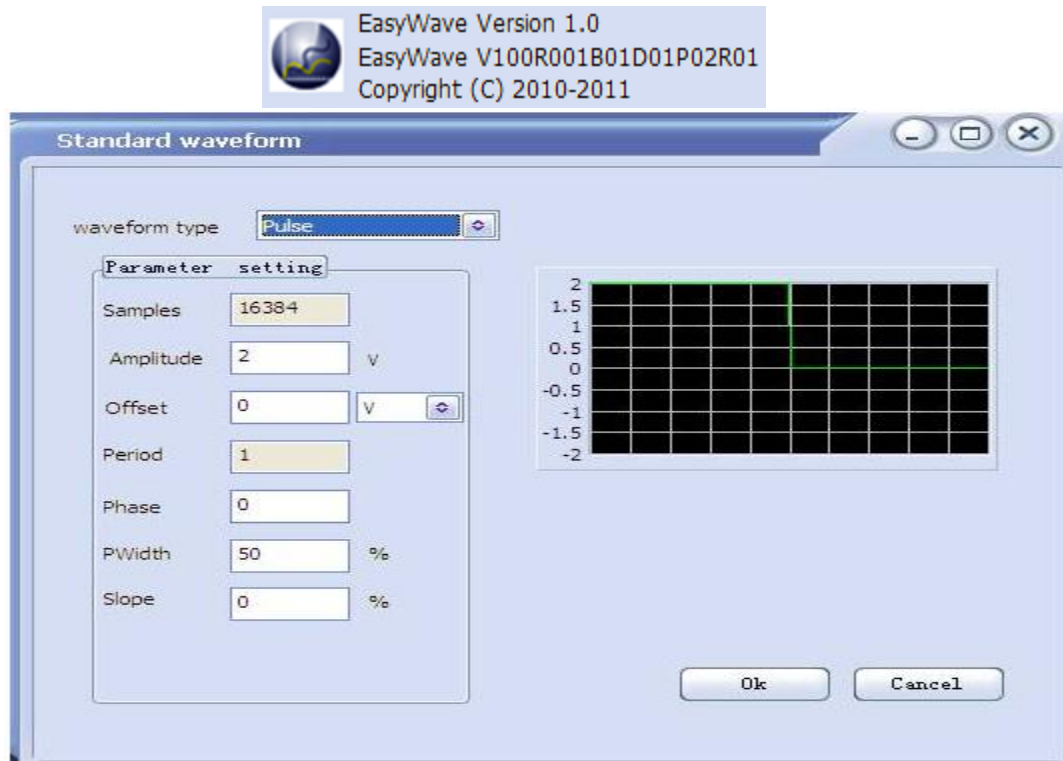 EasyWave Version 1.0
EasyWave V100R001B01D01P02R01
Copyright (C) 2010-2011
Standard waveform
waveform type Pulse
Parameter setting
Samples 16384
Amplitude 2 V
Offset 0 V
Period 1
Phase 0
PWidth 50 %
Slope 0 %
2
1.5
1
0.5
0
-0.5
-1
-1.5
-2
Ok Cancel